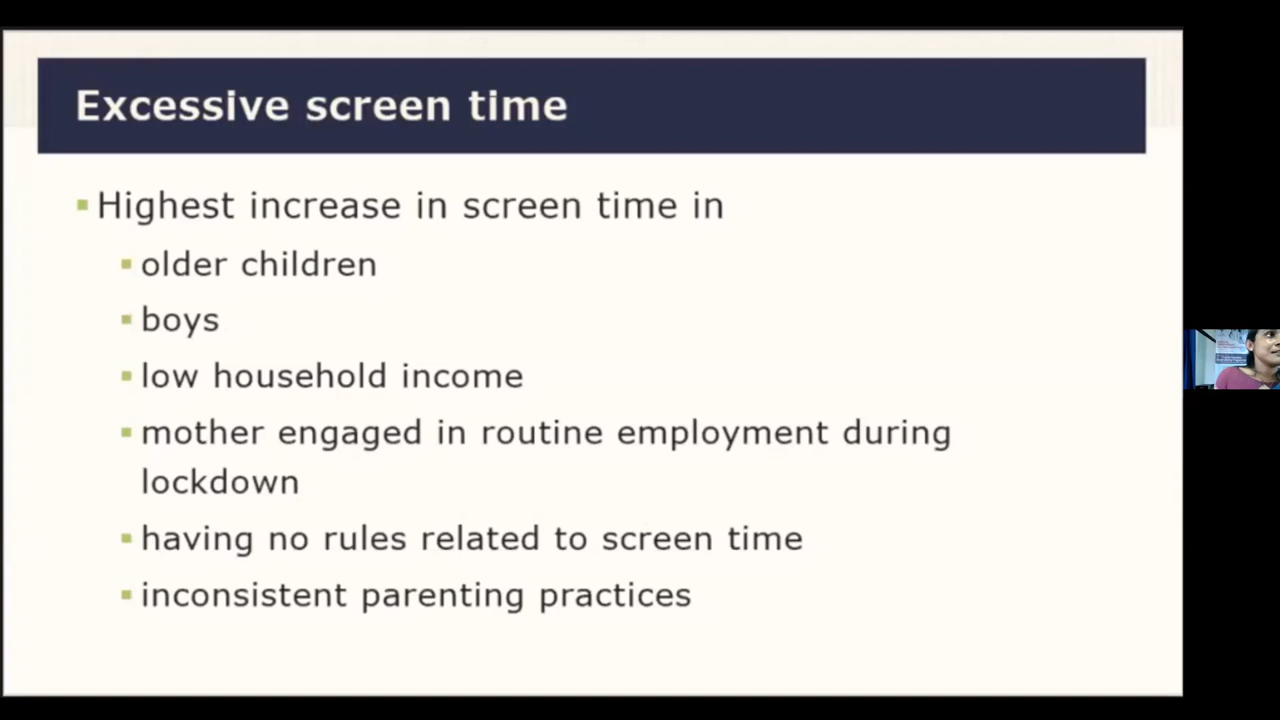 Excessive screen time
Highest increase in screen time in
older children
boys
low household income
mother engaged in routine employment during
lockdown
having no rules related to screen time
inconsistent parenting practices